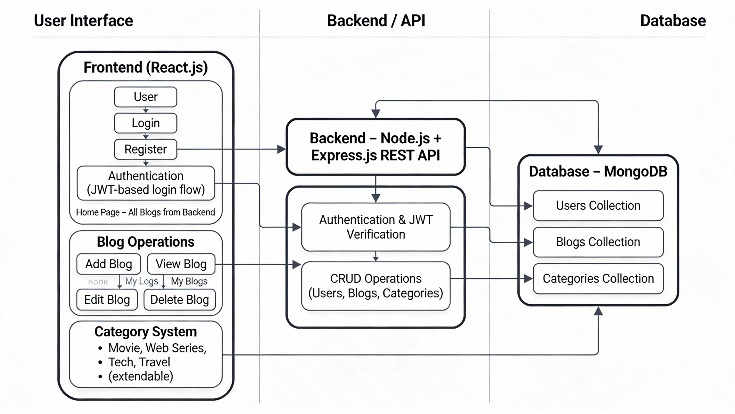 User Interface
Backend / API
Database
Frontend (React.js)
User
Login
Register
Authentication
(JWT-based login flow)
Home Page – All Blogs from Backend
Blog Operations
Add Blog
View Blog
My Logs
My Blogs
Edit Blog
Delete Blog
Category System
• Movie, Web Series,
• Tech, Travel
• (extendable)
Backend – Node.js +
Express.js REST API
Authentication & JWT
Verification
CRUD Operations
(Users, Blogs, Categories)
Database – MongoDB
Users Collection
Blogs Collection
Categories Collection